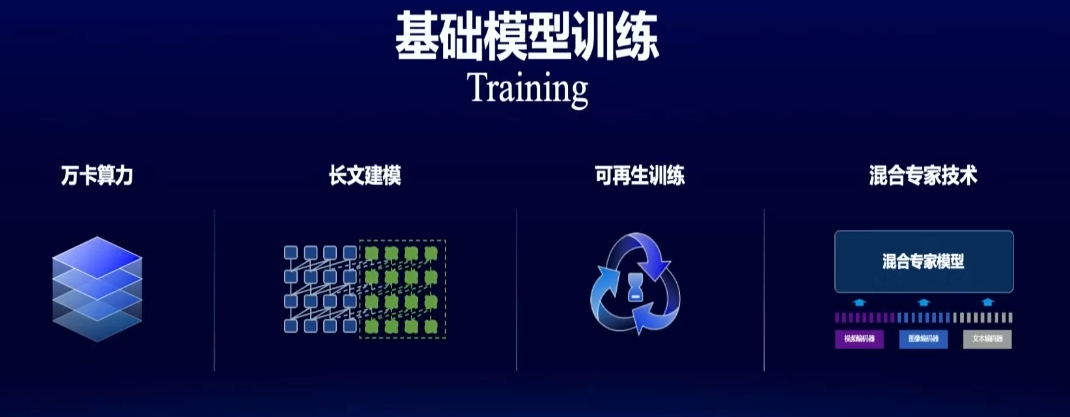 基础模型训练
Training
万卡算力
长文建模
可再生训练
混合专家技术
混合专家模型
视频编码器
图像编码器
文本编码器